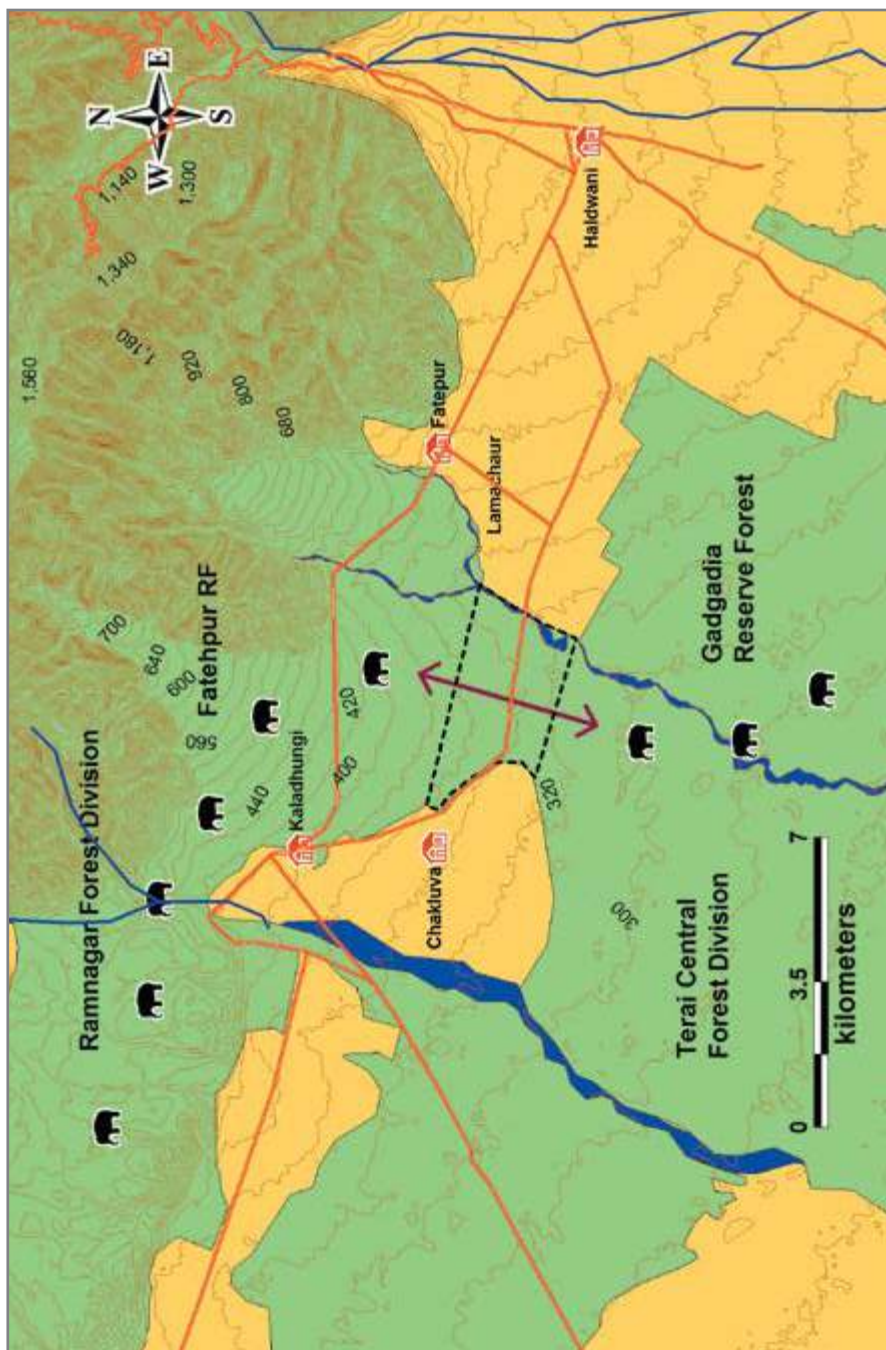 1,560
Ramnagar Forest Division
N
700
1,140
1,340
1,180
640
W E
600
1,300
920
560
Fatehpur RF
S
800
440
680
Kaladhungi
400
420
Chakluva
Fatepur
Lamachaur
320
Haldwani
300
Terai Central
Forest Division
Gadgadia
Reserve Forest
0 3.5 7
kilometers